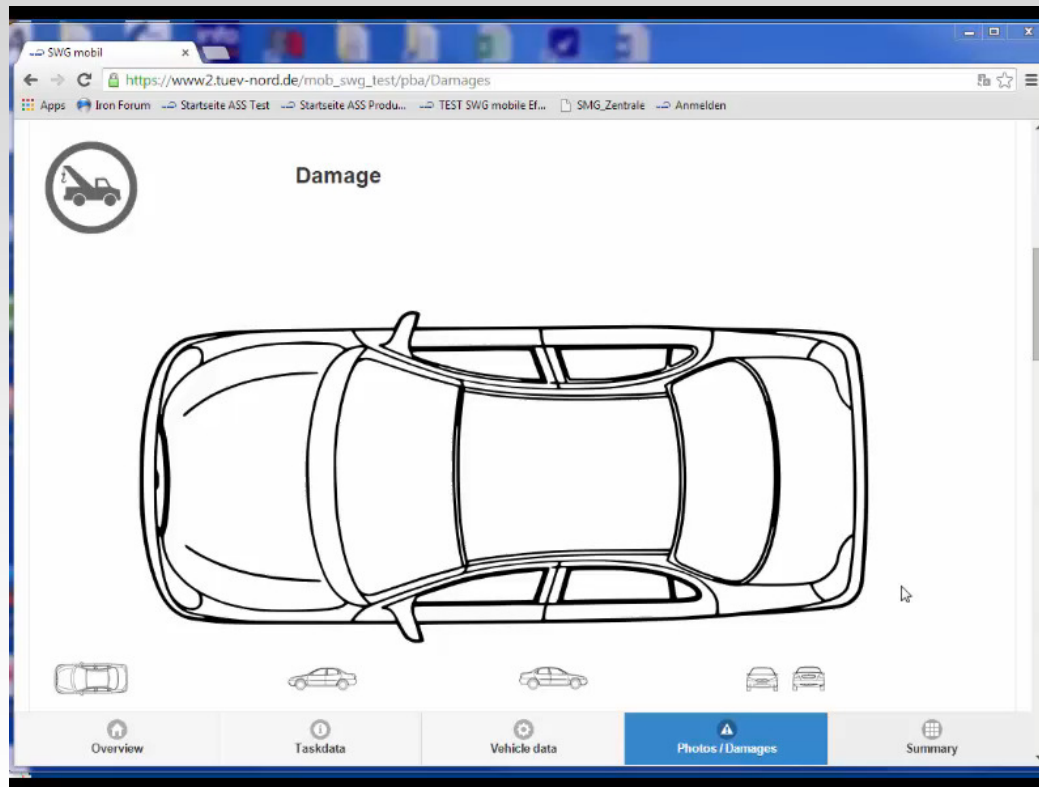 info
SWG mobil
https://www2.tuev-nord.de/mob_swg_test/pba/Damages
Apps Iron Forum Startseite ASS Test Startseite ASS Produ... TEST SWG mobile Ef... SMG_Zentrale Anmelden
Damage
Overview Taskdata Vehicle data Photos / Damages Summary